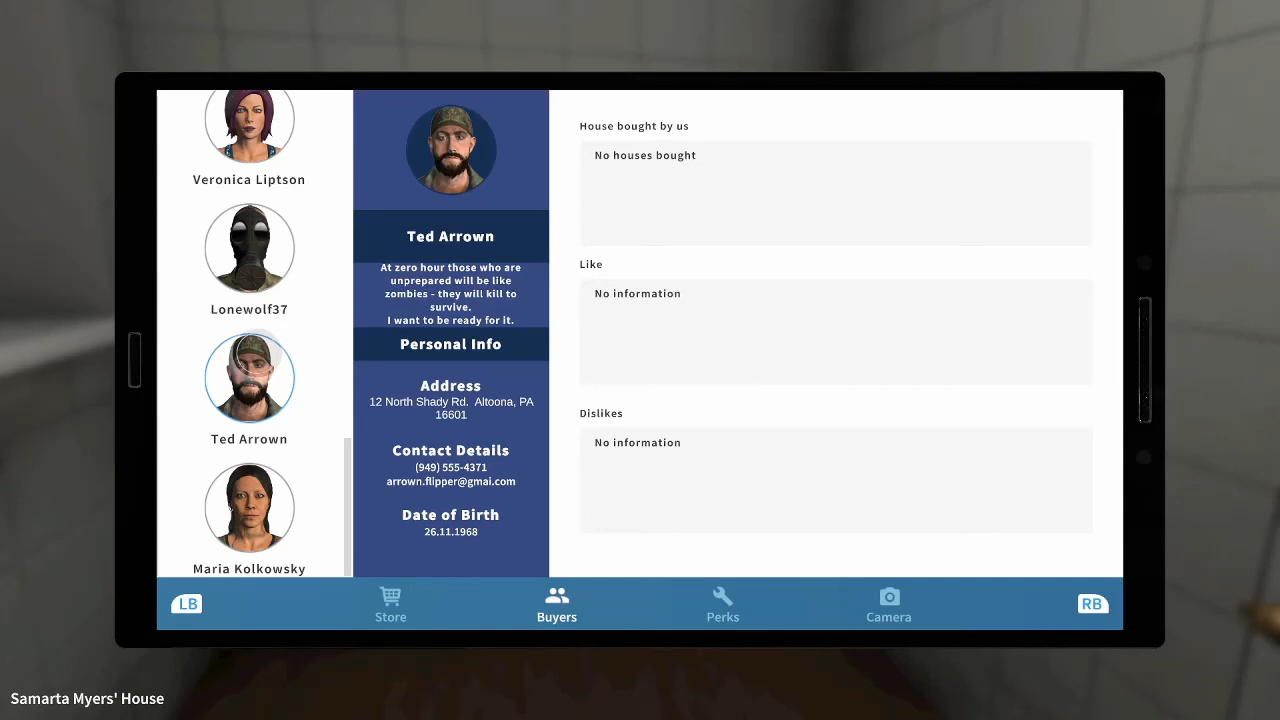 Veronica Liptson
Lonewolf37
Ted Arrown
Maria Kolkowsky
Ted Arrown
At zero hour those who are
unprepared will be like
zombies - they will kill to
survive.
I want to be ready for it.
Personal Info
Address
12 North Shady Rd. Altoona, PA
16601
Contact Details
(949) 555-4371
arrown.flipper@gmai.com
Date of Birth
26.11.1968
House bought by us
No houses bought
Like
No information
Dislikes
No information
LB
Store
Buyers
Perks
Camera
RB
Samarta Myers' House